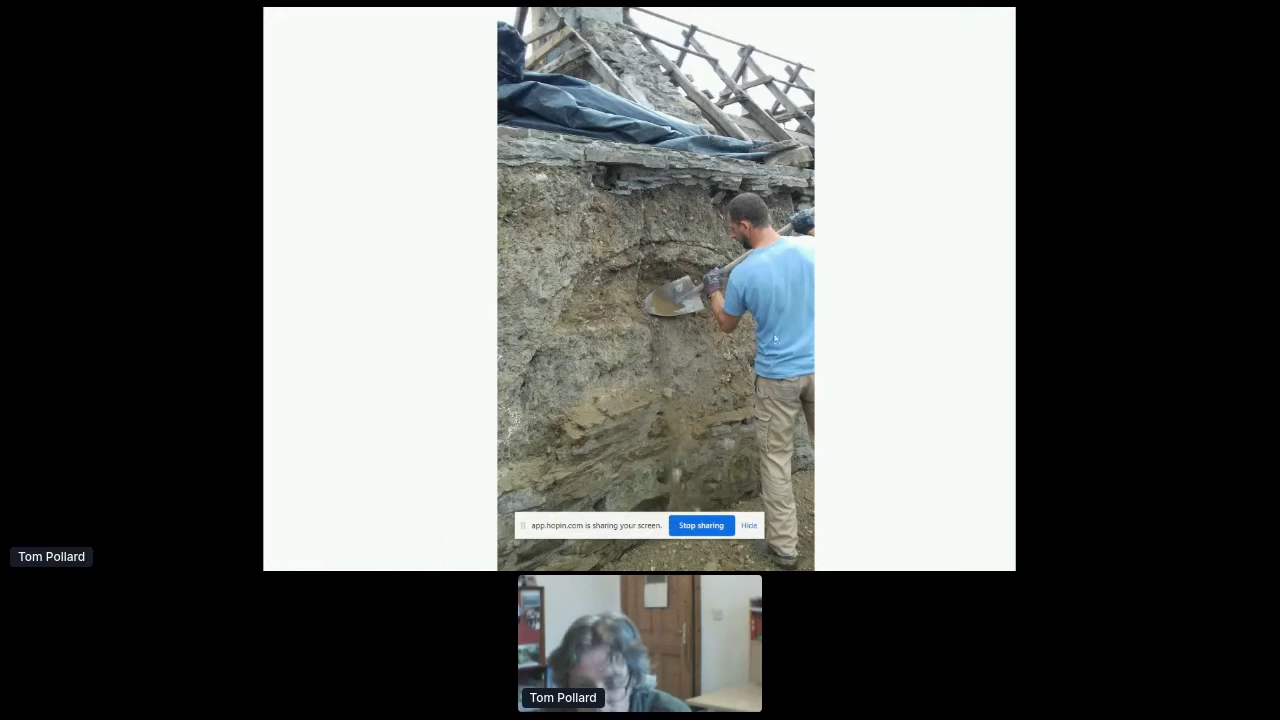 app.hopin.com is sharing your screen.
Stop sharing
Hide
Tom Pollard
Tom Pollard